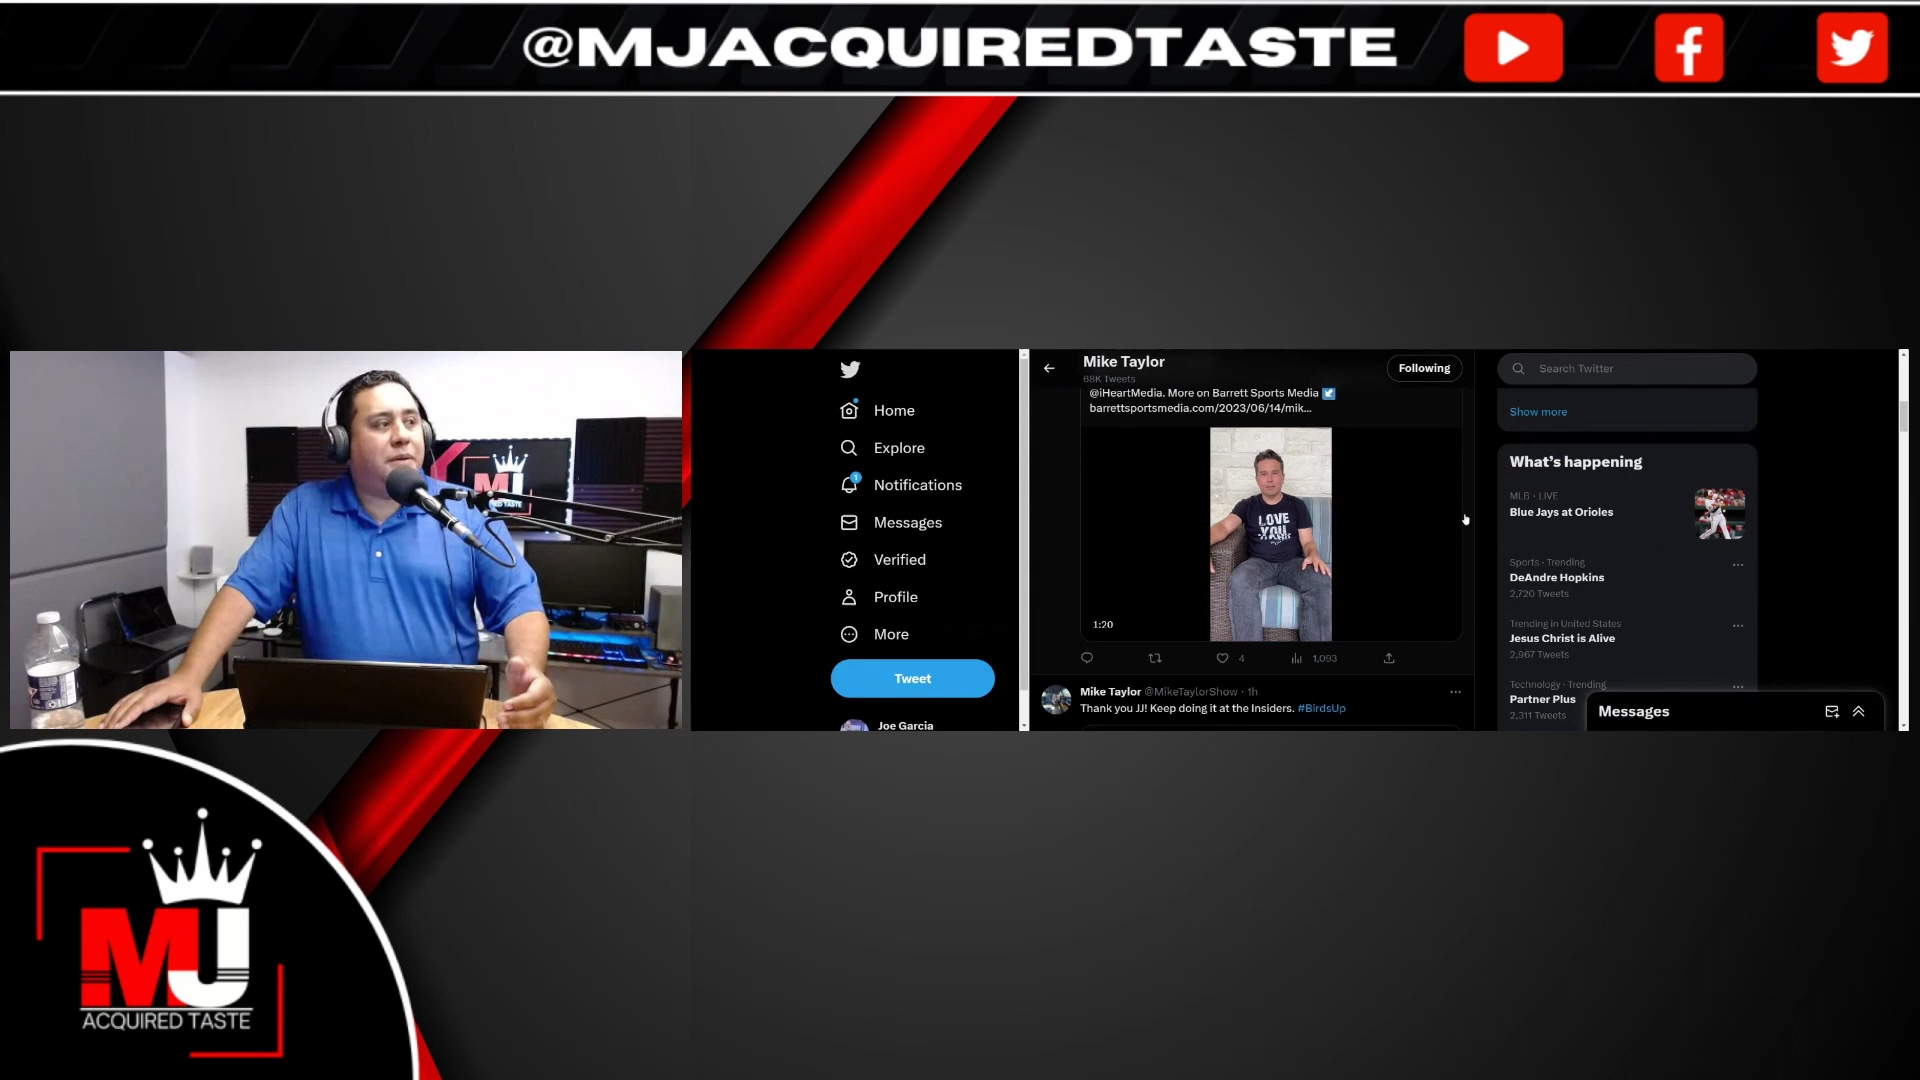 @MJACQUIREDTASTE
MJ
Home
Explore
1
Notifications
Messages
Verified
Profile
More
Tweet
Joe Garcia
Mike Taylor
68K Tweets
Following
@iHeartMedia. More on Barrett Sports Media
barrettsportsmedia.com/2023/06/14/mik...
LOVE
YOU
1:20
4
1,093
Mike Taylor @MikeTaylorShow · 1h
Thank you JJ! Keep doing it at the Insiders. #BirdsUp
Search Twitter
Show more
What's happening
MLB · LIVE
Blue Jays at Orioles
Sports · Trending
DeAndre Hopkins
2,720 Tweets
Trending in United States
Jesus Christ is Alive
2,967 Tweets
Technology · Trending
Partner Plus
2,311 Tweets
Messages
MJ
ACQUIRED TASTE